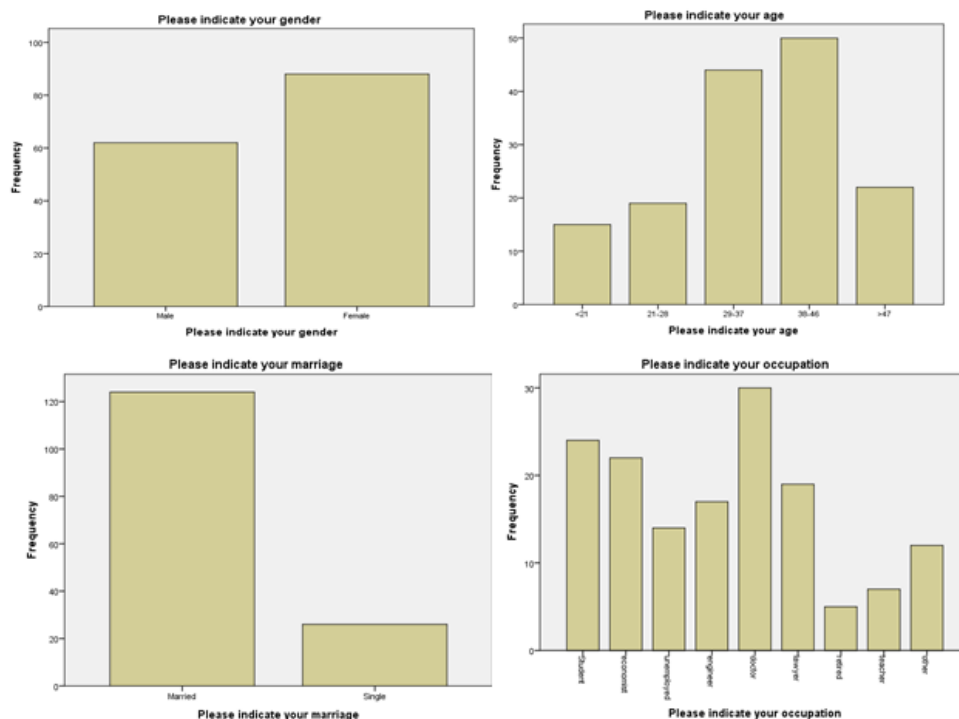 Please indicate your gender
100
80
60
40
20
0
Frequency
Male
Female
Please indicate your gender
Please indicate your age
50
40
30
20
10
0
Frequency
<21
21-28
29-37
38-46
>47
Please indicate your age
Please indicate your marriage
120
100
80
60
40
20
0
Frequency
Married
Single
Please indicate your marriage
Please indicate your occupation
30
20
10
0
Frequency
Student
economist
unemployed
engineer
doctor
lawyer
retired
teacher
other
Please indicate your occupation